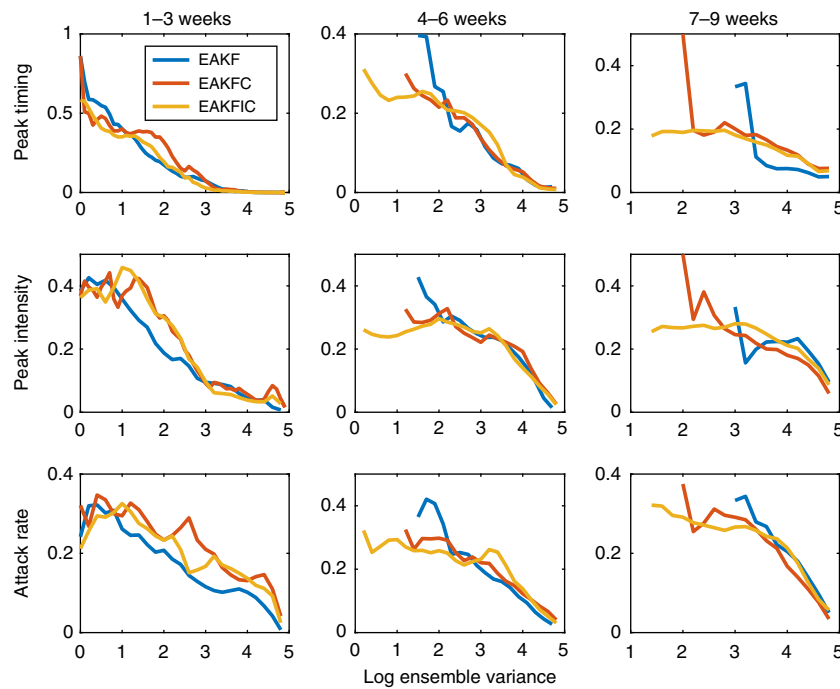 1–3 weeks
4–6 weeks
7–9 weeks
Peak timing
1
0.5
0
EAKF
EAKFC
EAKFIC
0 1 2 3 4 5
0.4
0.2
0
0 1 2 3 4 5
0.4
0.2
0
1 2 3 4 5
Peak intensity
0.4
0.2
0
0 1 2 3 4 5
0.4
0.2
0
0 1 2 3 4 5
0.4
0.2
0
1 2 3 4 5
Attack rate
0.4
0.2
0
0 1 2 3 4 5
0.4
0.2
0
0 1 2 3 4 5
0.4
0.2
0
1 2 3 4 5
Log ensemble variance